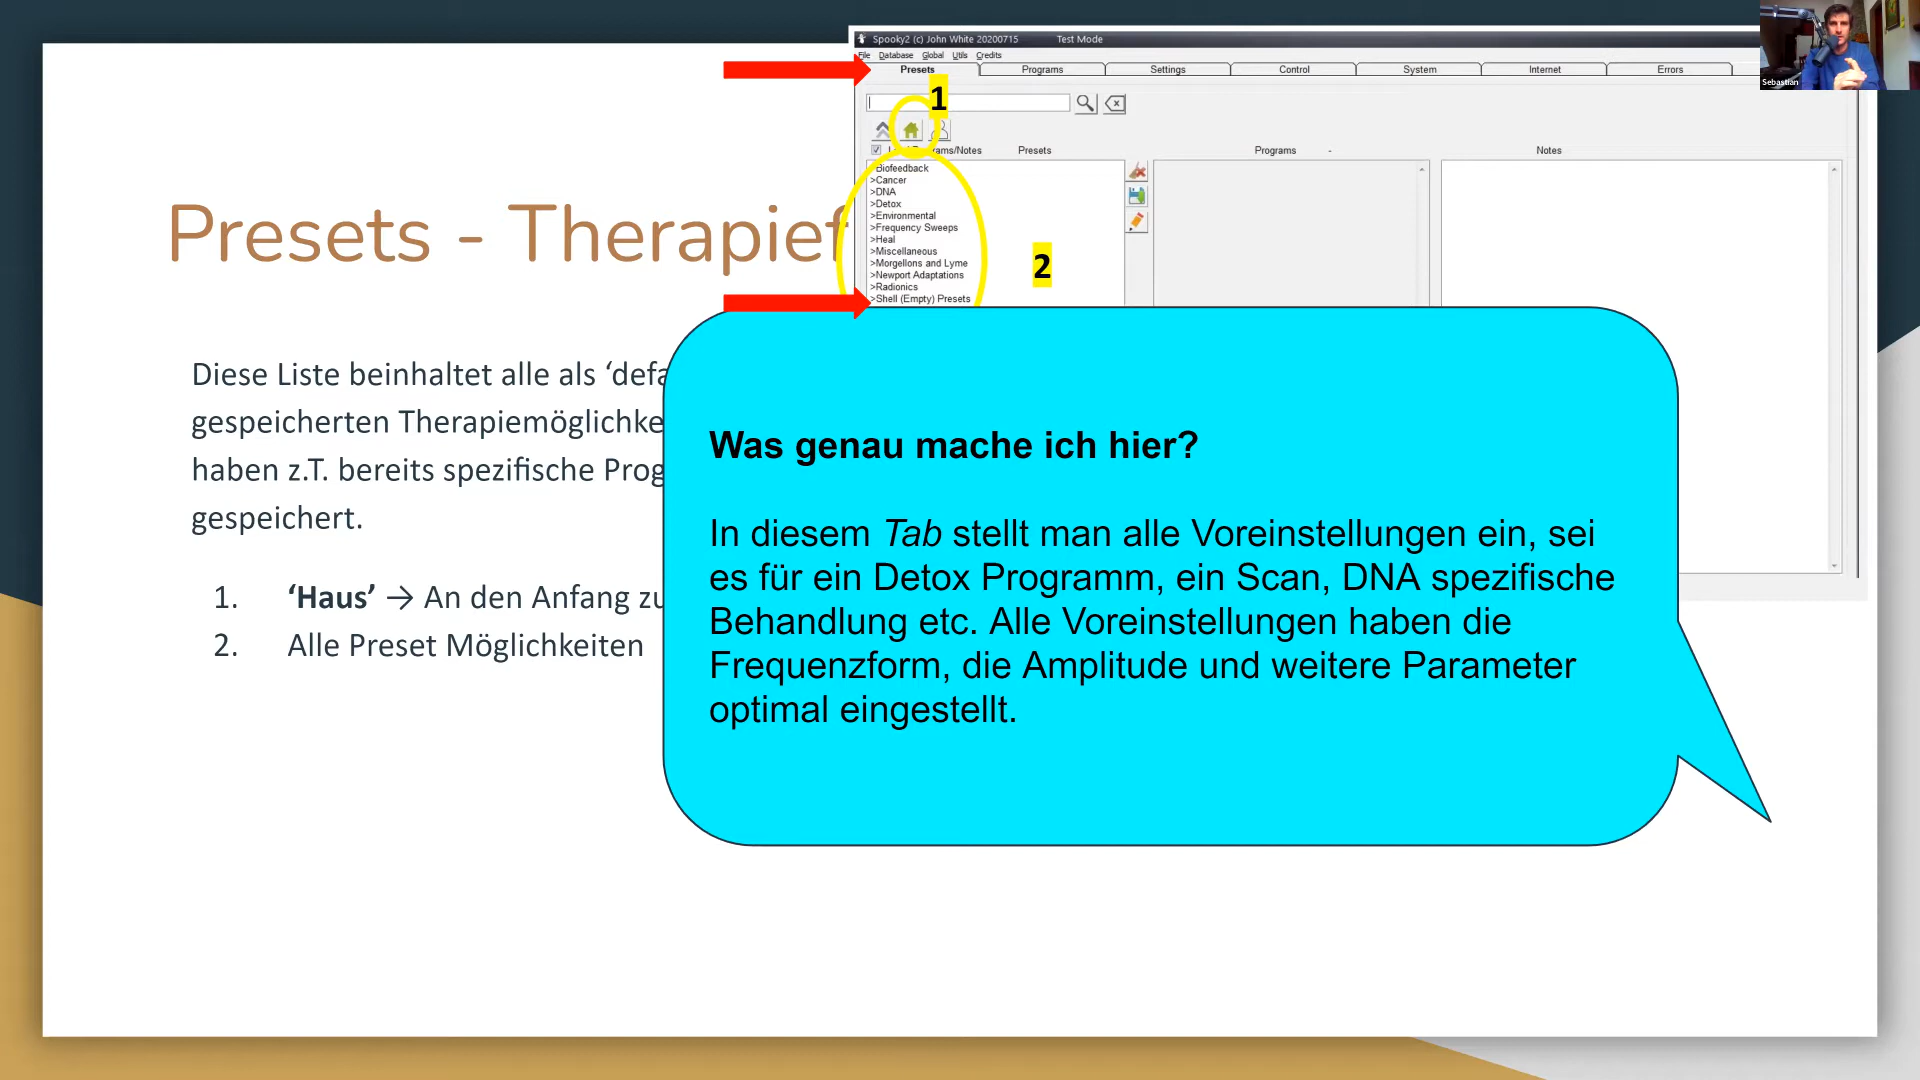 Spooky2 (c) John White 20200715 Test Mode
File Database Global Utils Credits
Presets Programs Settings Control System Internet Errors
Sebastian
1
Programs/Notes Presets Programs - Notes
>Biofeedback
>Cancer
>DNA
>Detox
>Environmental
>Frequency Sweeps
>Heal
>Miscellaneous
>Morgellons and Lyme
>Newport Adaptations
>Radionics
>Shell (Empty) Presets
2
Presets - Therapief
Diese Liste beinhaltet alle als ‘defa
gespeicherten Therapiemöglichke
haben z.T. bereits spezifische Prog
gespeichert.
1. ‘Haus’ → An den Anfang zu
2. Alle Preset Möglichkeiten
Was genau mache ich hier?
In diesem Tab stellt man alle Voreinstellungen ein, sei
es für ein Detox Programm, ein Scan, DNA spezifische
Behandlung etc. Alle Voreinstellungen haben die
Frequenzform, die Amplitude und weitere Parameter
optimal eingestellt.